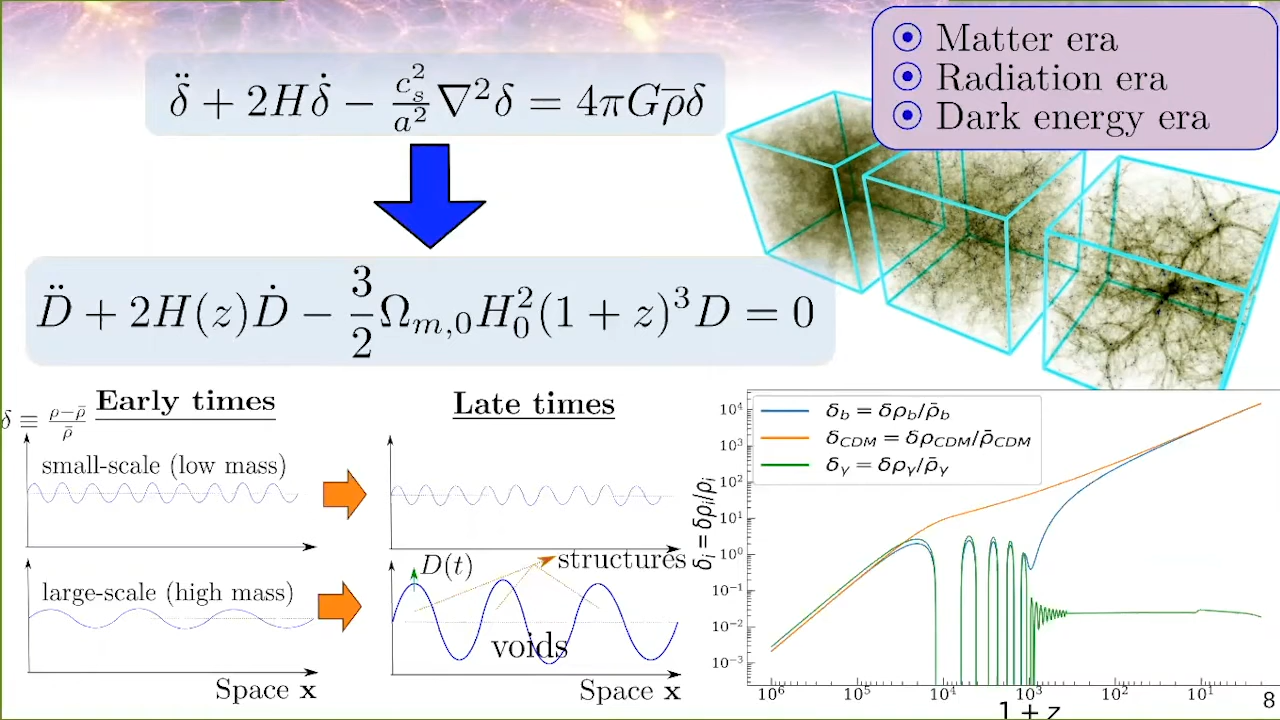 ⊙ Matter era
⊙ Radiation era
⊙ Dark energy era
δ̈ + 2Hδ̇ − c_s²/a² ∇²δ = 4πGρ̄δ
D̈ + 2H(z)Ḋ − 3/2 Ω_{m,0}H_0²(1 + z)³D = 0
δ ≡ (ρ−ρ̄)/ρ̄
Early times
Late times
small-scale (low mass)
large-scale (high mass)
D(t)
structures
voids
Space x
Space x
δ_b = δρ_b/ρ̄_b
δ_CDM = δρ_CDM/ρ̄_CDM
δ_γ = δρ_γ/ρ̄_γ
δ_i = δρ_i/ρ̄_i
10⁴
10³
10²
10¹
10⁰
10⁻¹
10⁻²
10⁻³
10⁶ 10⁵ 10⁴ 10³ 10² 10¹
1 + z
8